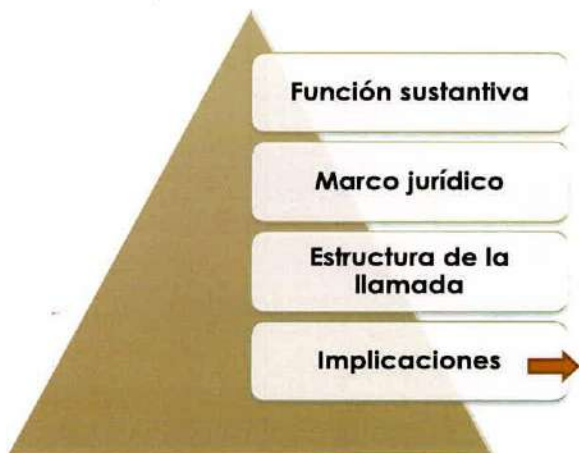 Función sustantiva
Marco jurídico
Estructura de la
llamada
Implicaciones